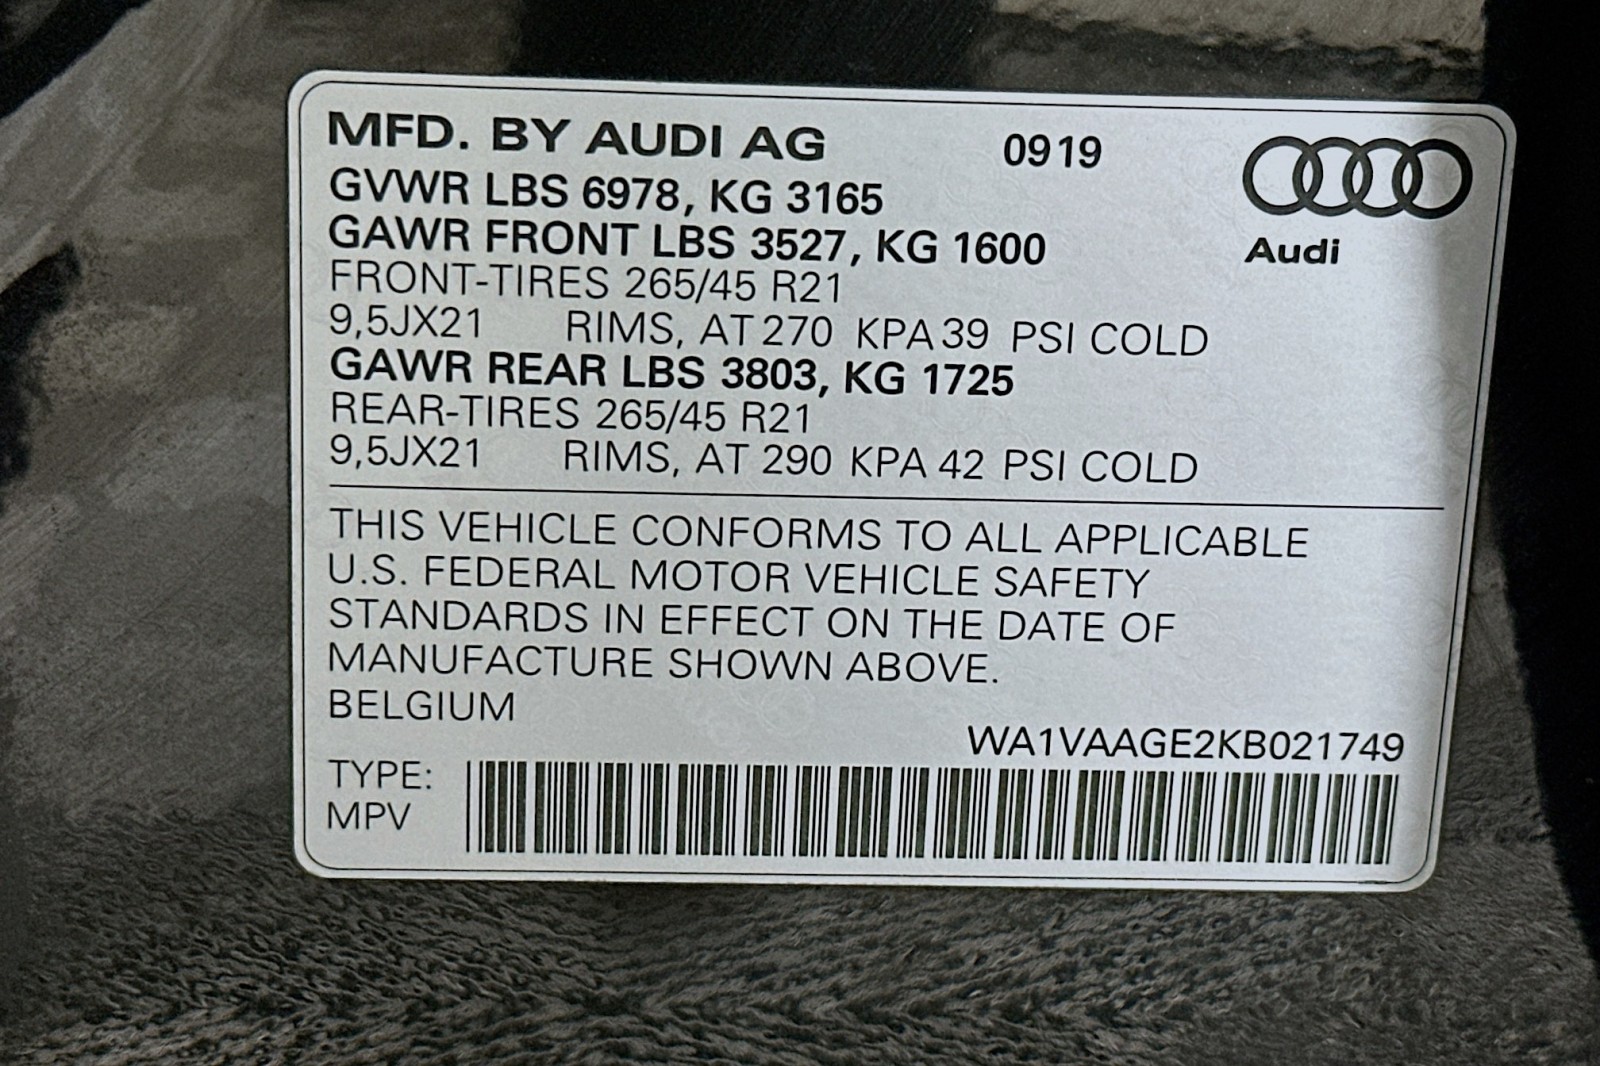 MFD. BY AUDI AG 0919
GVWR LBS 6978, KG 3165
GAWR FRONT LBS 3527, KG 1600
Audi
FRONT-TIRES 265/45 R21
9,5JX21 RIMS, AT 270 KPA 39 PSI COLD
GAWR REAR LBS 3803, KG 1725
REAR-TIRES 265/45 R21
9,5JX21 RIMS, AT 290 KPA 42 PSI COLD
THIS VEHICLE CONFORMS TO ALL APPLICABLE
U.S. FEDERAL MOTOR VEHICLE SAFETY
STANDARDS IN EFFECT ON THE DATE OF
MANUFACTURE SHOWN ABOVE.
BELGIUM
WA1VAAGE2KB021749
TYPE:
MPV